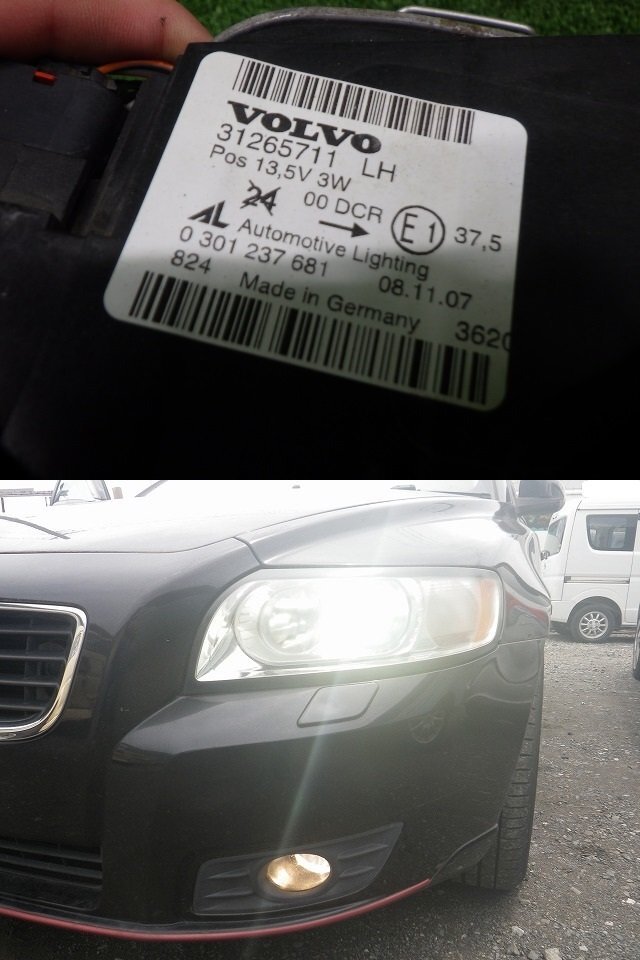 VOLVO
31265711 LH
Pos 13,5V 3W
24 00 DCR E1 37,5
AL Automotive Lighting
0 301 237 681 08.11.07
824 Made in Germany 3620